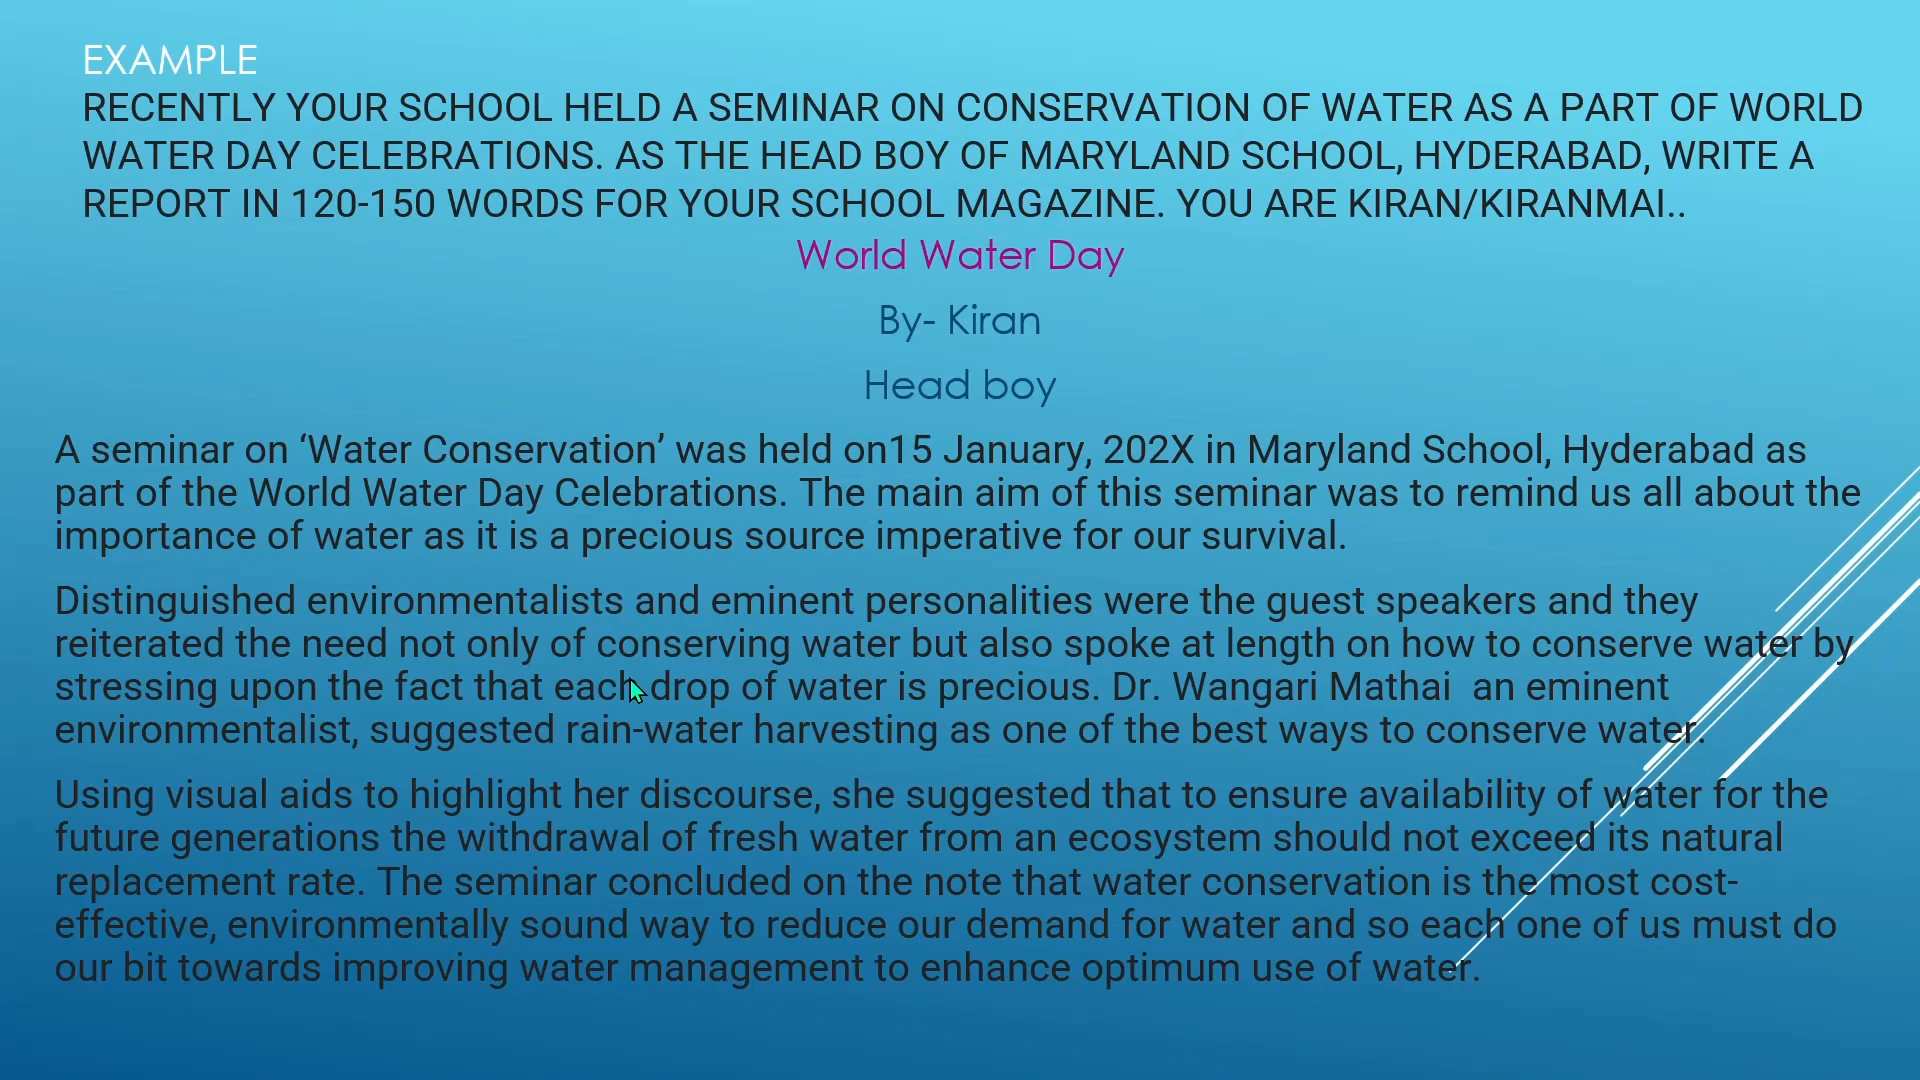 EXAMPLE
RECENTLY YOUR SCHOOL HELD A SEMINAR ON CONSERVATION OF WATER AS A PART OF WORLD
WATER DAY CELEBRATIONS. AS THE HEAD BOY OF MARYLAND SCHOOL, HYDERABAD, WRITE A
REPORT IN 120-150 WORDS FOR YOUR SCHOOL MAGAZINE. YOU ARE KIRAN/KIRANMAI..
World Water Day
By- Kiran
Head boy
A seminar on ‘Water Conservation’ was held on15 January, 202X in Maryland School, Hyderabad as
part of the World Water Day Celebrations. The main aim of this seminar was to remind us all about the
importance of water as it is a precious source imperative for our survival.
Distinguished environmentalists and eminent personalities were the guest speakers and they
reiterated the need not only of conserving water but also spoke at length on how to conserve water by
stressing upon the fact that each drop of water is precious. Dr. Wangari Mathai  an eminent
environmentalist, suggested rain-water harvesting as one of the best ways to conserve water.
Using visual aids to highlight her discourse, she suggested that to ensure availability of water for the
future generations the withdrawal of fresh water from an ecosystem should not exceed its natural
replacement rate. The seminar concluded on the note that water conservation is the most cost-
effective, environmentally sound way to reduce our demand for water and so each one of us must do
our bit towards improving water management to enhance optimum use of water.